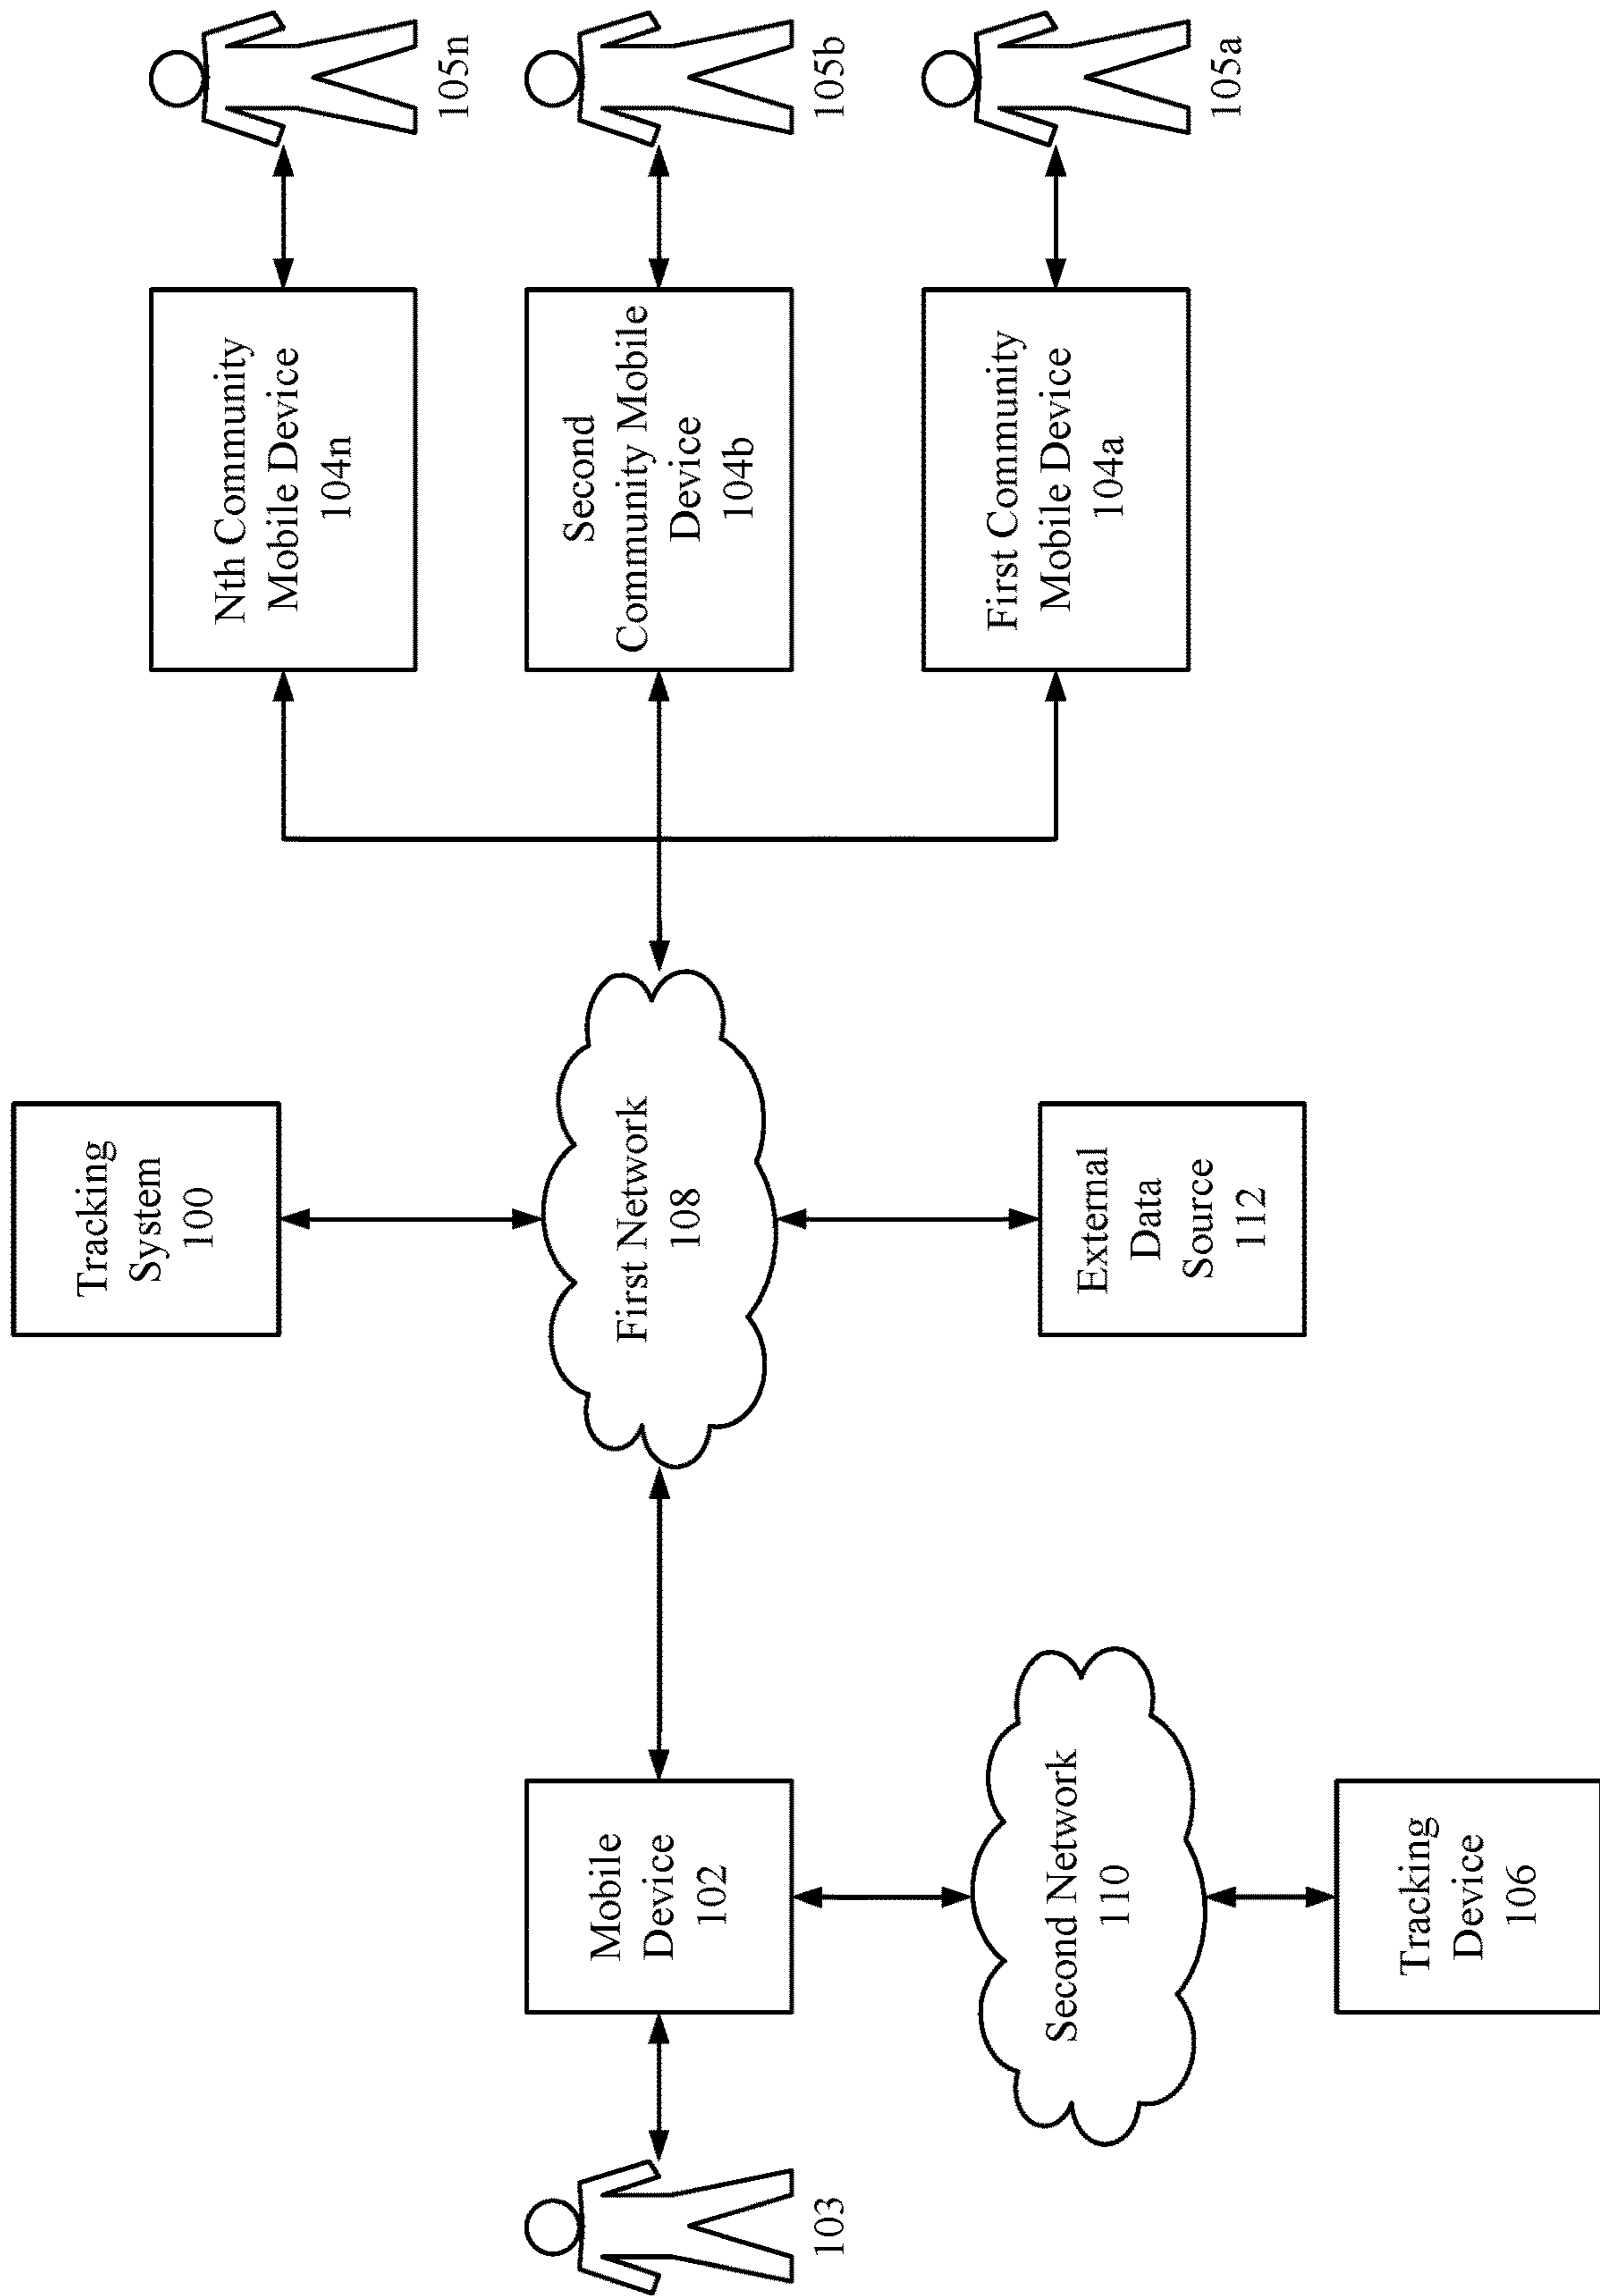 Tracking
System
100
Nth Community
Mobile Device
104n
105n
103
Mobile
Device
102
First Network
108
Second
Community Mobile
Device
104b
105b
Second Network
110
External
Data
Source
112
First Community
Mobile Device
104a
105a
Tracking
Device
106